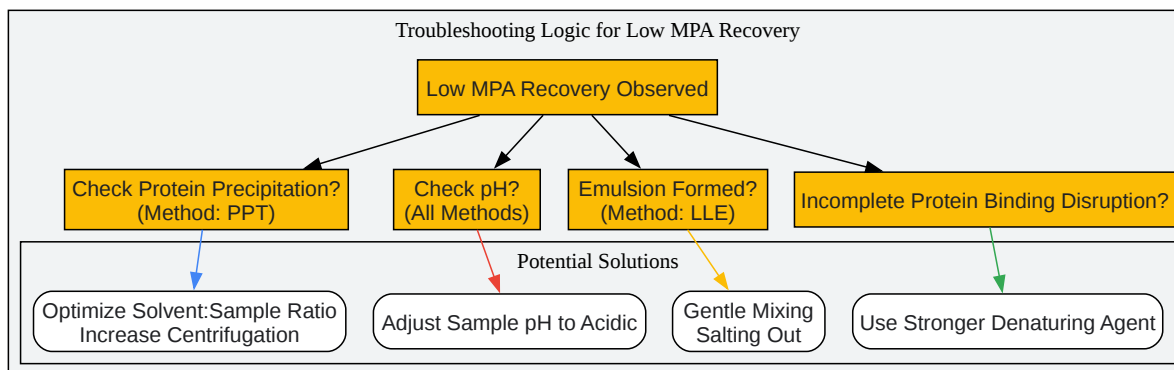 Troubleshooting Logic for Low MPA Recovery
Low MPA Recovery Observed
Check Protein Precipitation?
(Method: PPT)
Check pH?
(All Methods)
Emulsion Formed?
(Method: LLE)
Incomplete Protein Binding Disruption?
Potential Solutions
Optimize Solvent:Sample Ratio
Increase Centrifugation
Adjust Sample pH to Acidic
Gentle Mixing
Salting Out
Use Stronger Denaturing Agent